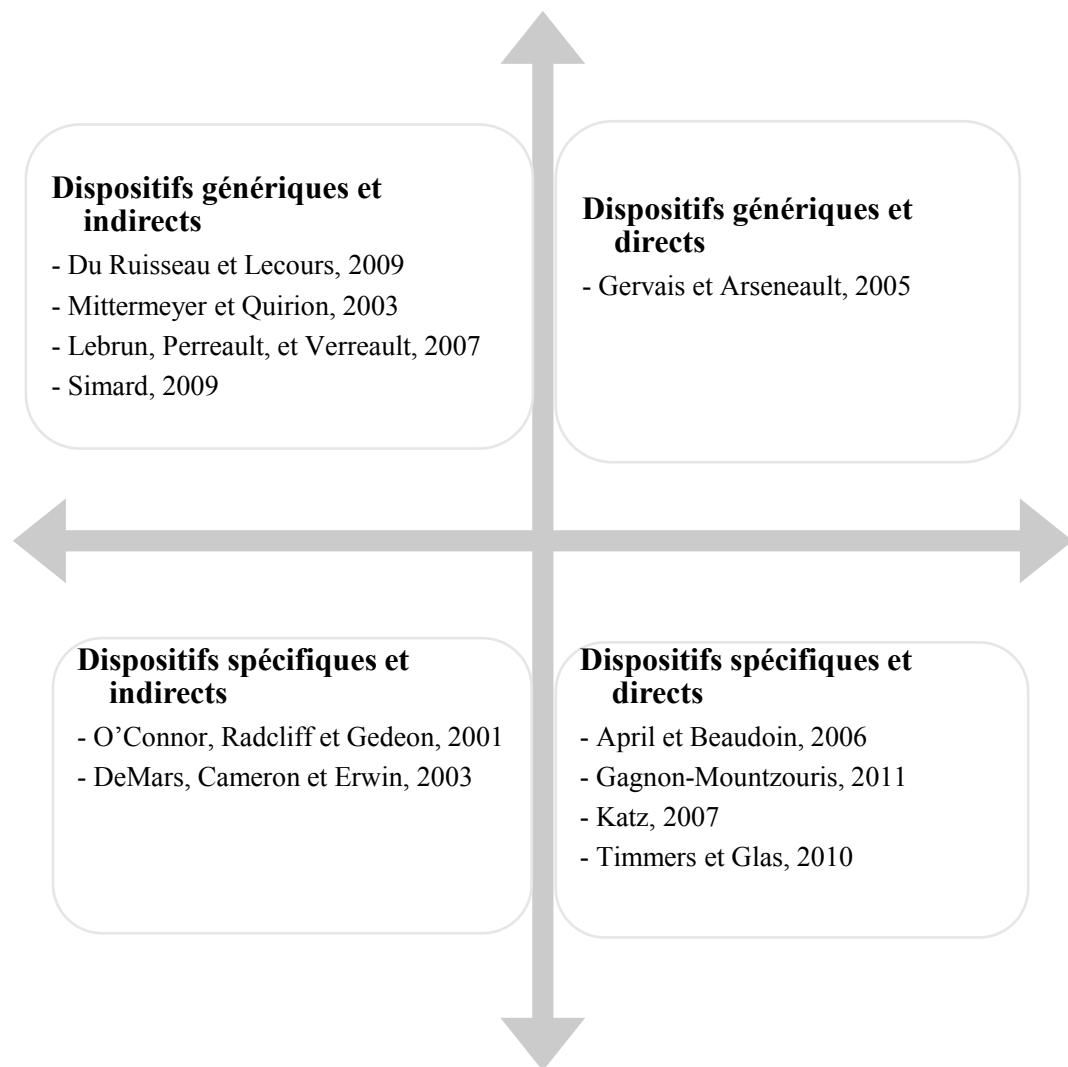 Dispositifs génériques et
indirects
- Du Ruisseau et Lecours, 2009
- Mittermeyer et Quirion, 2003
- Lebrun, Perreault, et Verreault, 2007
- Simard, 2009
Dispositifs génériques et
directs
- Gervais et Arseneault, 2005
Dispositifs spécifiques et
indirects
- O’Connor, Radcliff et Gedeon, 2001
- DeMars, Cameron et Erwin, 2003
Dispositifs spécifiques et
directs
- April et Beaudoin, 2006
- Gagnon-Mountzouris, 2011
- Katz, 2007
- Timmers et Glas, 2010